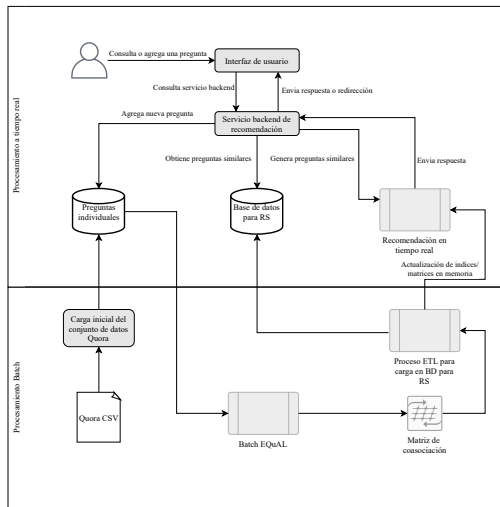 Procesamiento a tiempo real
Consulta o agrega una pregunta
Interfaz de usuario
Consulta servicio backend
Envia respuesta o redirección
Servicio backend de
recomendación
Agrega nueva pregunta
Obtiene preguntas similares
Genera preguntas similares
Envia respuesta
Preguntas
individuales
Base de datos
para RS
Recomendación en
tiempo real
Actualización de indices/
matrices en memoria
Procesamiento Batch
Carga inicial del
conjunto de datos
Quora
Proceso ETL para
carga en BD para
RS
Quora CSV
Batch EQuAL
Matriz de
consociación